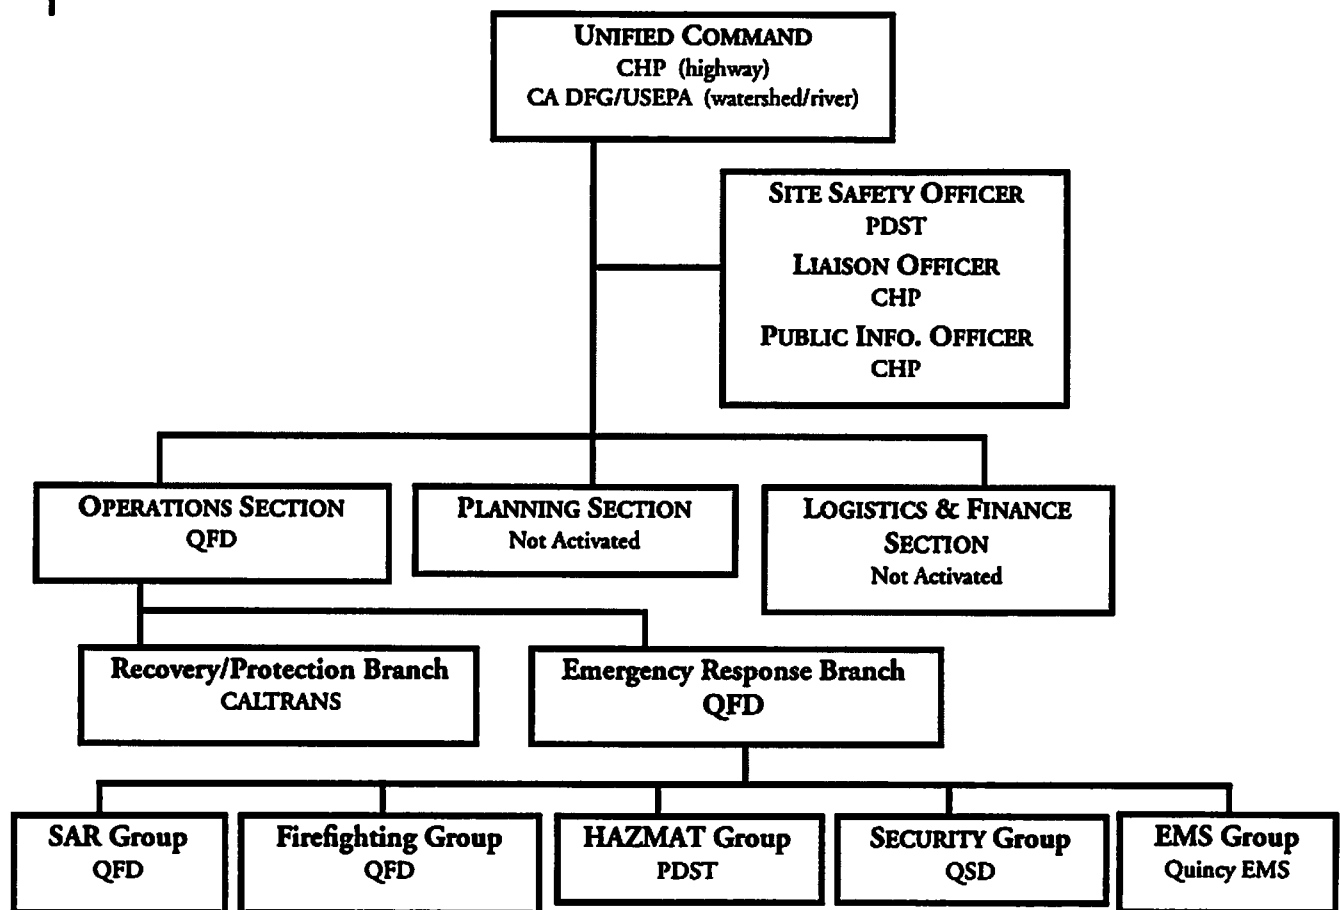 UNIFIED COMMAND
CHP (highway)
CA DFG/USEPA (watershed/river)
SITE SAFETY OFFICER
PDST
LIAISON OFFICER
CHP
PUBLIC INFO. OFFICER
CHP
OPERATIONS SECTION
QFD
PLANNING SECTION
Not Activated
LOGISTICS & FINANCE
SECTION
Not Activated
Recovery/Protection Branch
CALTRANS
Emergency Response Branch
QFD
SAR Group
QFD
Firefighting Group
QFD
HAZMAT Group
PDST
SECURITY Group
QSD
EMS Group
Quincy EMS